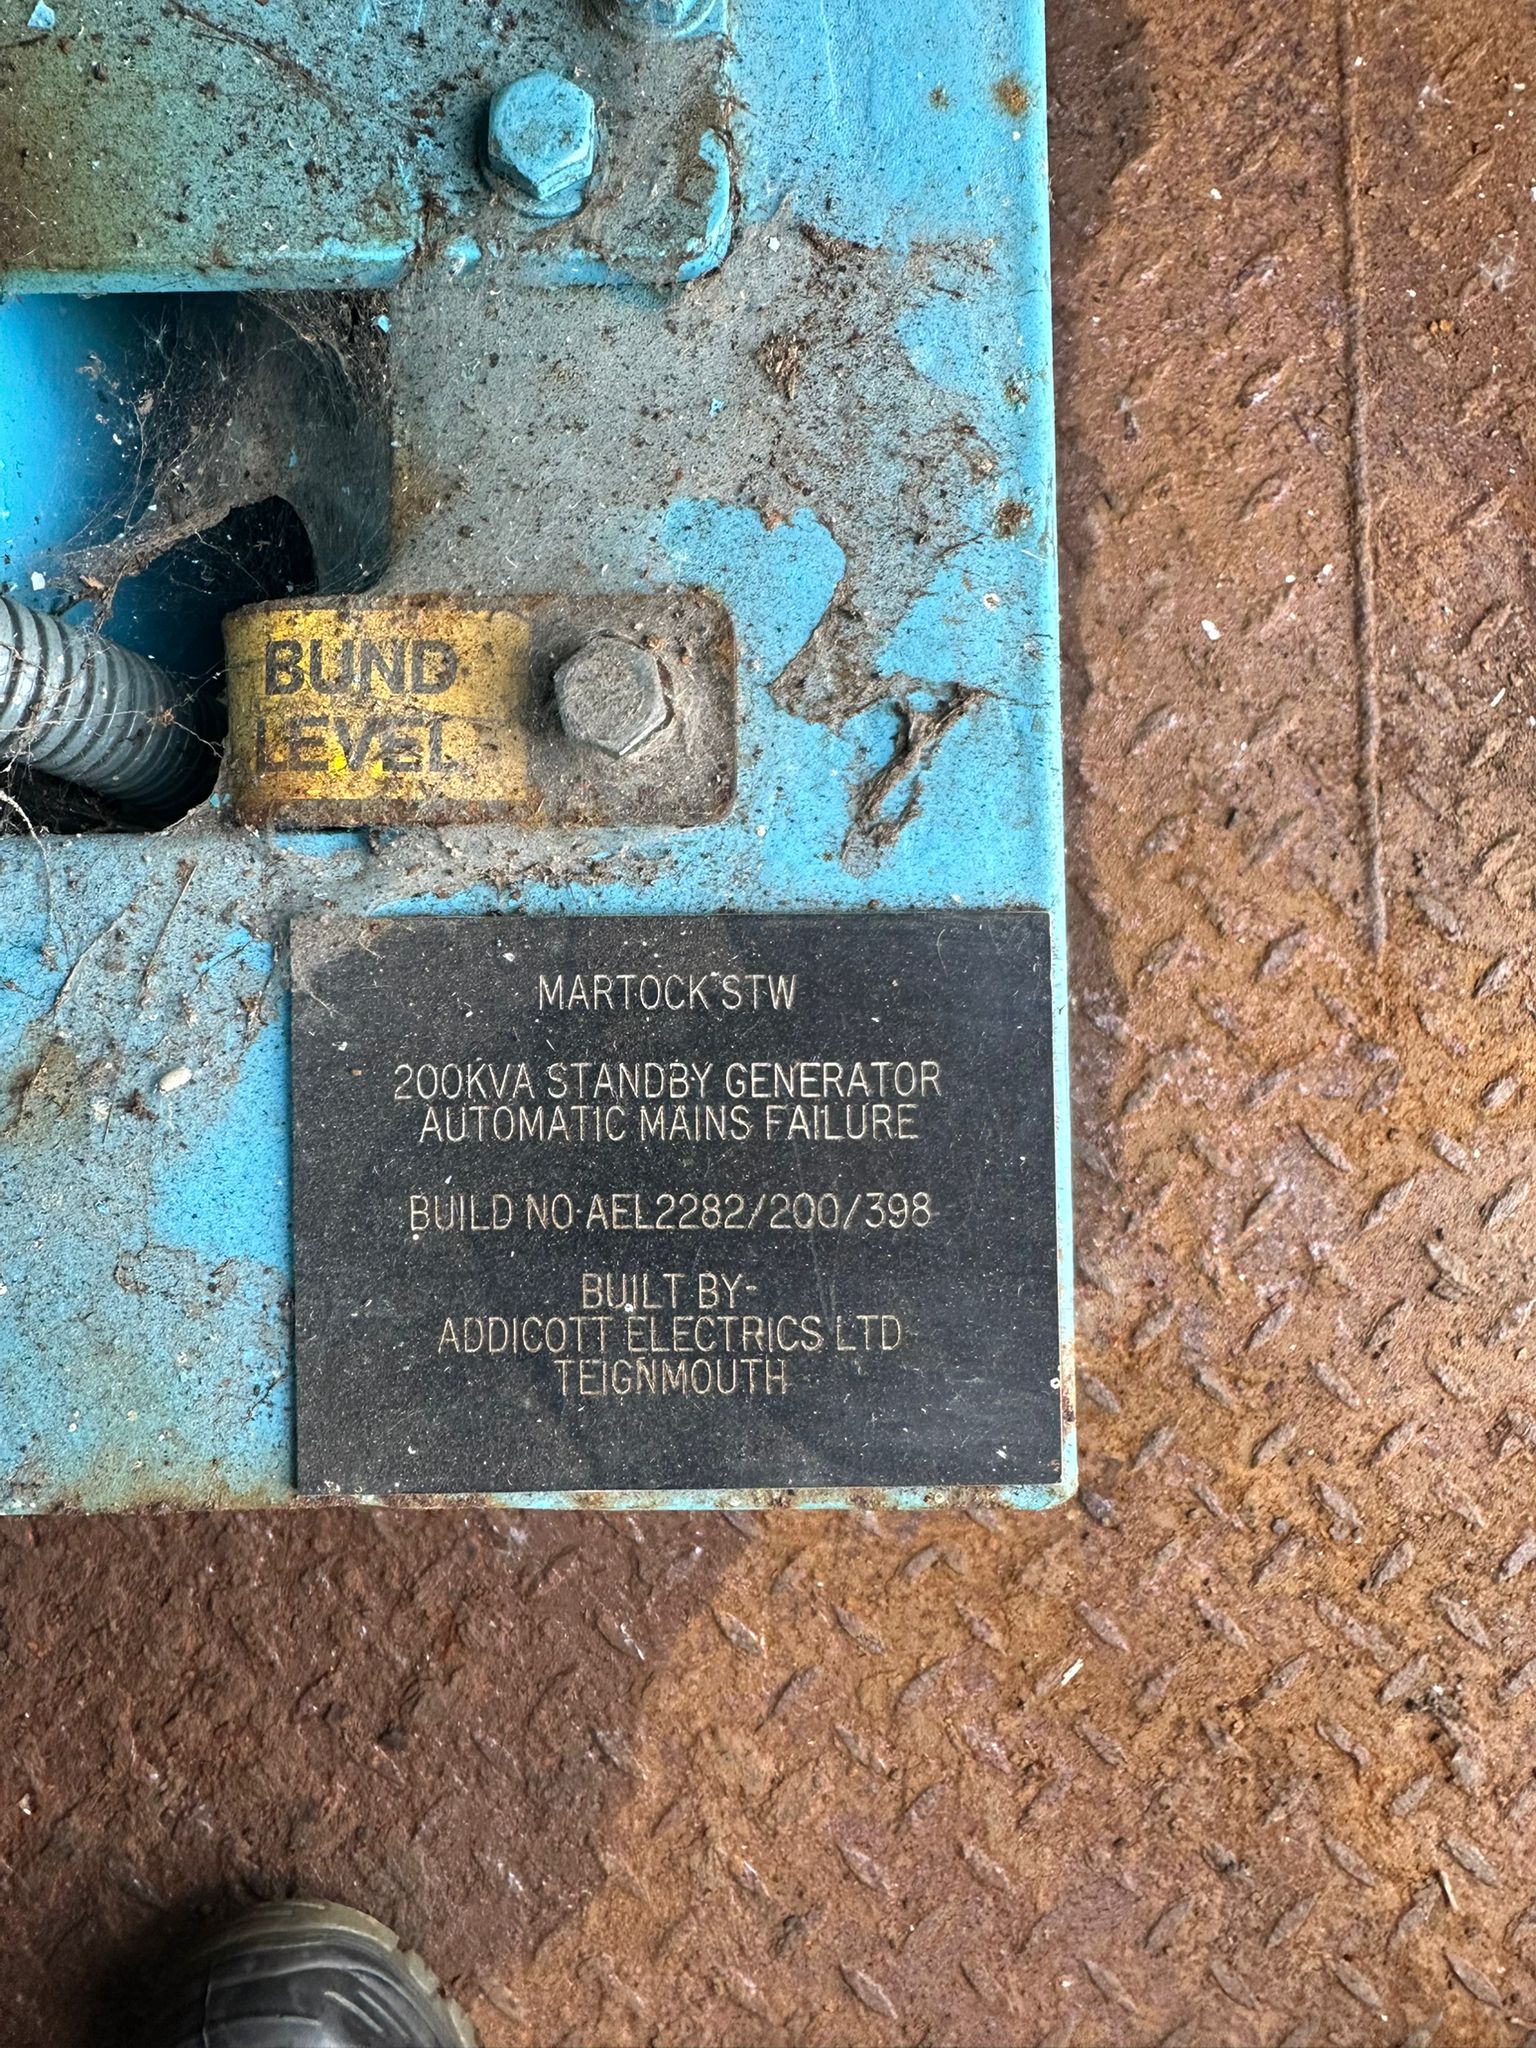 BUND
LEVEL
MARTOCK STW
200KVA STANDBY GENERATOR
AUTOMATIC MAINS FAILURE
BUILD NO AEL2282/200/398
BUILT BY-
ADDICOTT ELECTRICS LTD
TEIGNMOUTH